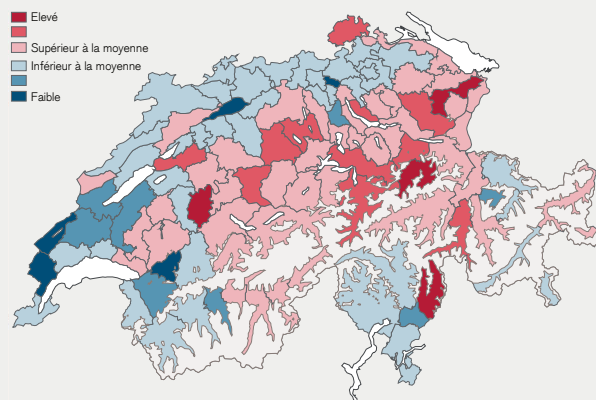 Elevé
Supérieur à la moyenne
Inférieur à la moyenne
Faible